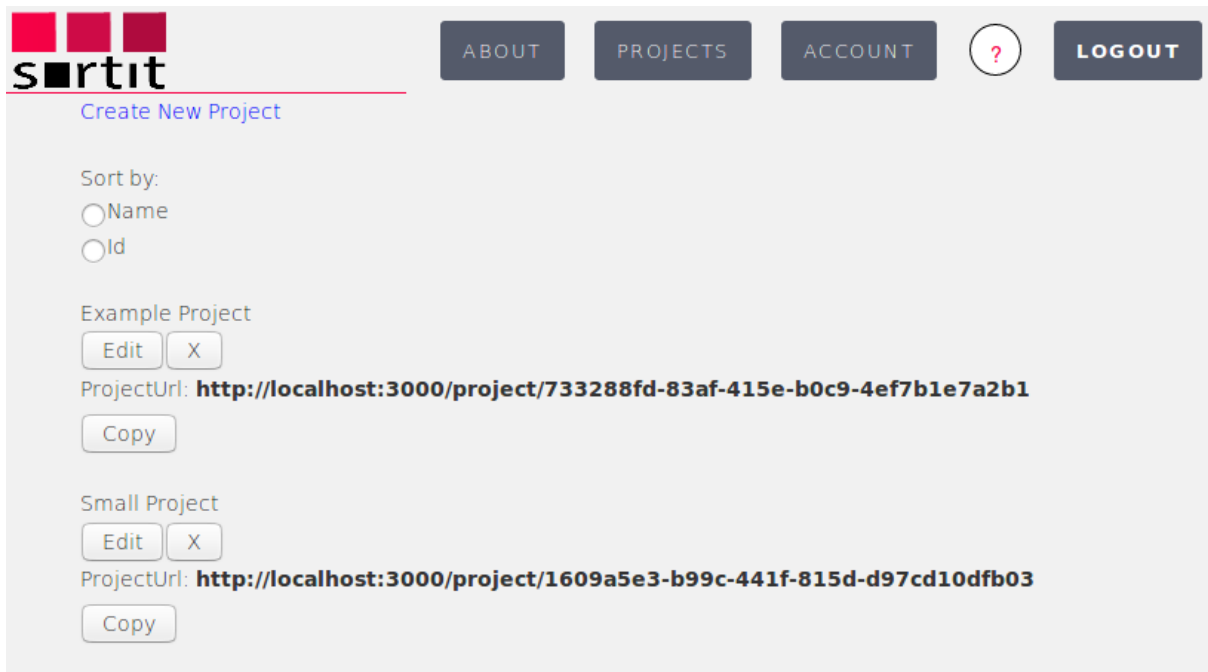 sortit
ABOUT PROJECTS ACCOUNT ? LOGOUT
Create New Project
Sort by:
Name
Id
Example Project
Edit X
ProjectUrl: http://localhost:3000/project/733288fd-83af-415e-b0c9-4ef7b1e7a2b1
Copy
Small Project
Edit X
ProjectUrl: http://localhost:3000/project/1609a5e3-b99c-441f-815d-d97cd10dfb03
Copy